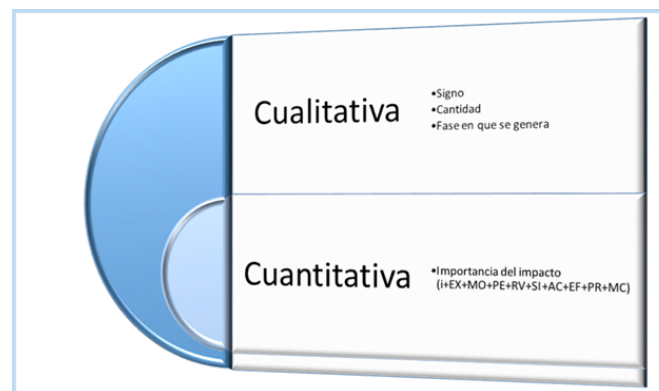 Cualitativa
•Signo
•Cantidad
•Fase en que se genera
Cuantitativa
•Importancia del impacto
(i+EX+MO+PE+RV+SI+AC+EF+PR+MC)